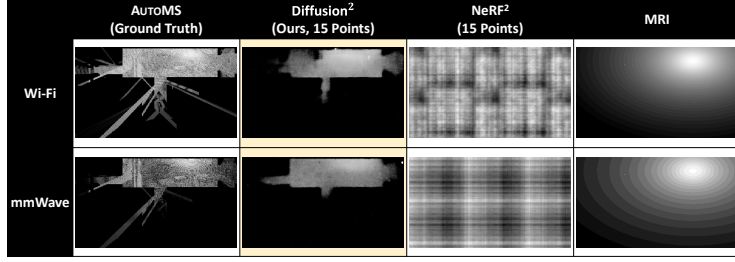 AUTOMS
(Ground Truth)
Diffusion²
(Ours, 15 Points)
NeRF²
(15 Points)
MRI
Wi-Fi
mmWave